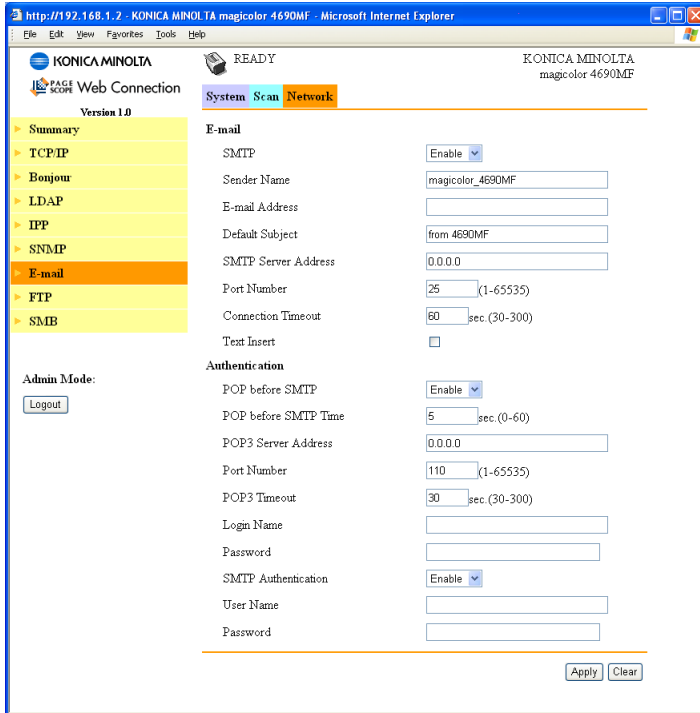 http://192.168.1.2 - KONICA MINOLTA magicolor 4690MF - Microsoft Internet Explorer
File Edit View Favorites Tools Help
KONICA MINOLTA
PAGE SCOPE Web Connection
Version 1.0
READY
KONICA MINOLTA
magicolor 4690MF
System Scan Network
Summary
TCP/IP
Bonjour
LDAP
IPP
SNMP
E-mail
FTP
SMB
Admin Mode:
Logout
E-mail
SMTP Enable
Sender Name magicolor_4690MF
E-mail Address
Default Subject from 4690MF
SMTP Server Address 0.0.0.0
Port Number 25 (1-65535)
Connection Timeout 60 sec.(30-300)
Text Insert
Authentication
POP before SMTP Enable
POP before SMTP Time 5 sec.(0-60)
POP3 Server Address 0.0.0.0
Port Number 110 (1-65535)
POP3 Timeout 30 sec.(30-300)
Login Name
Password
SMTP Authentication Enable
User Name
Password
Apply Clear